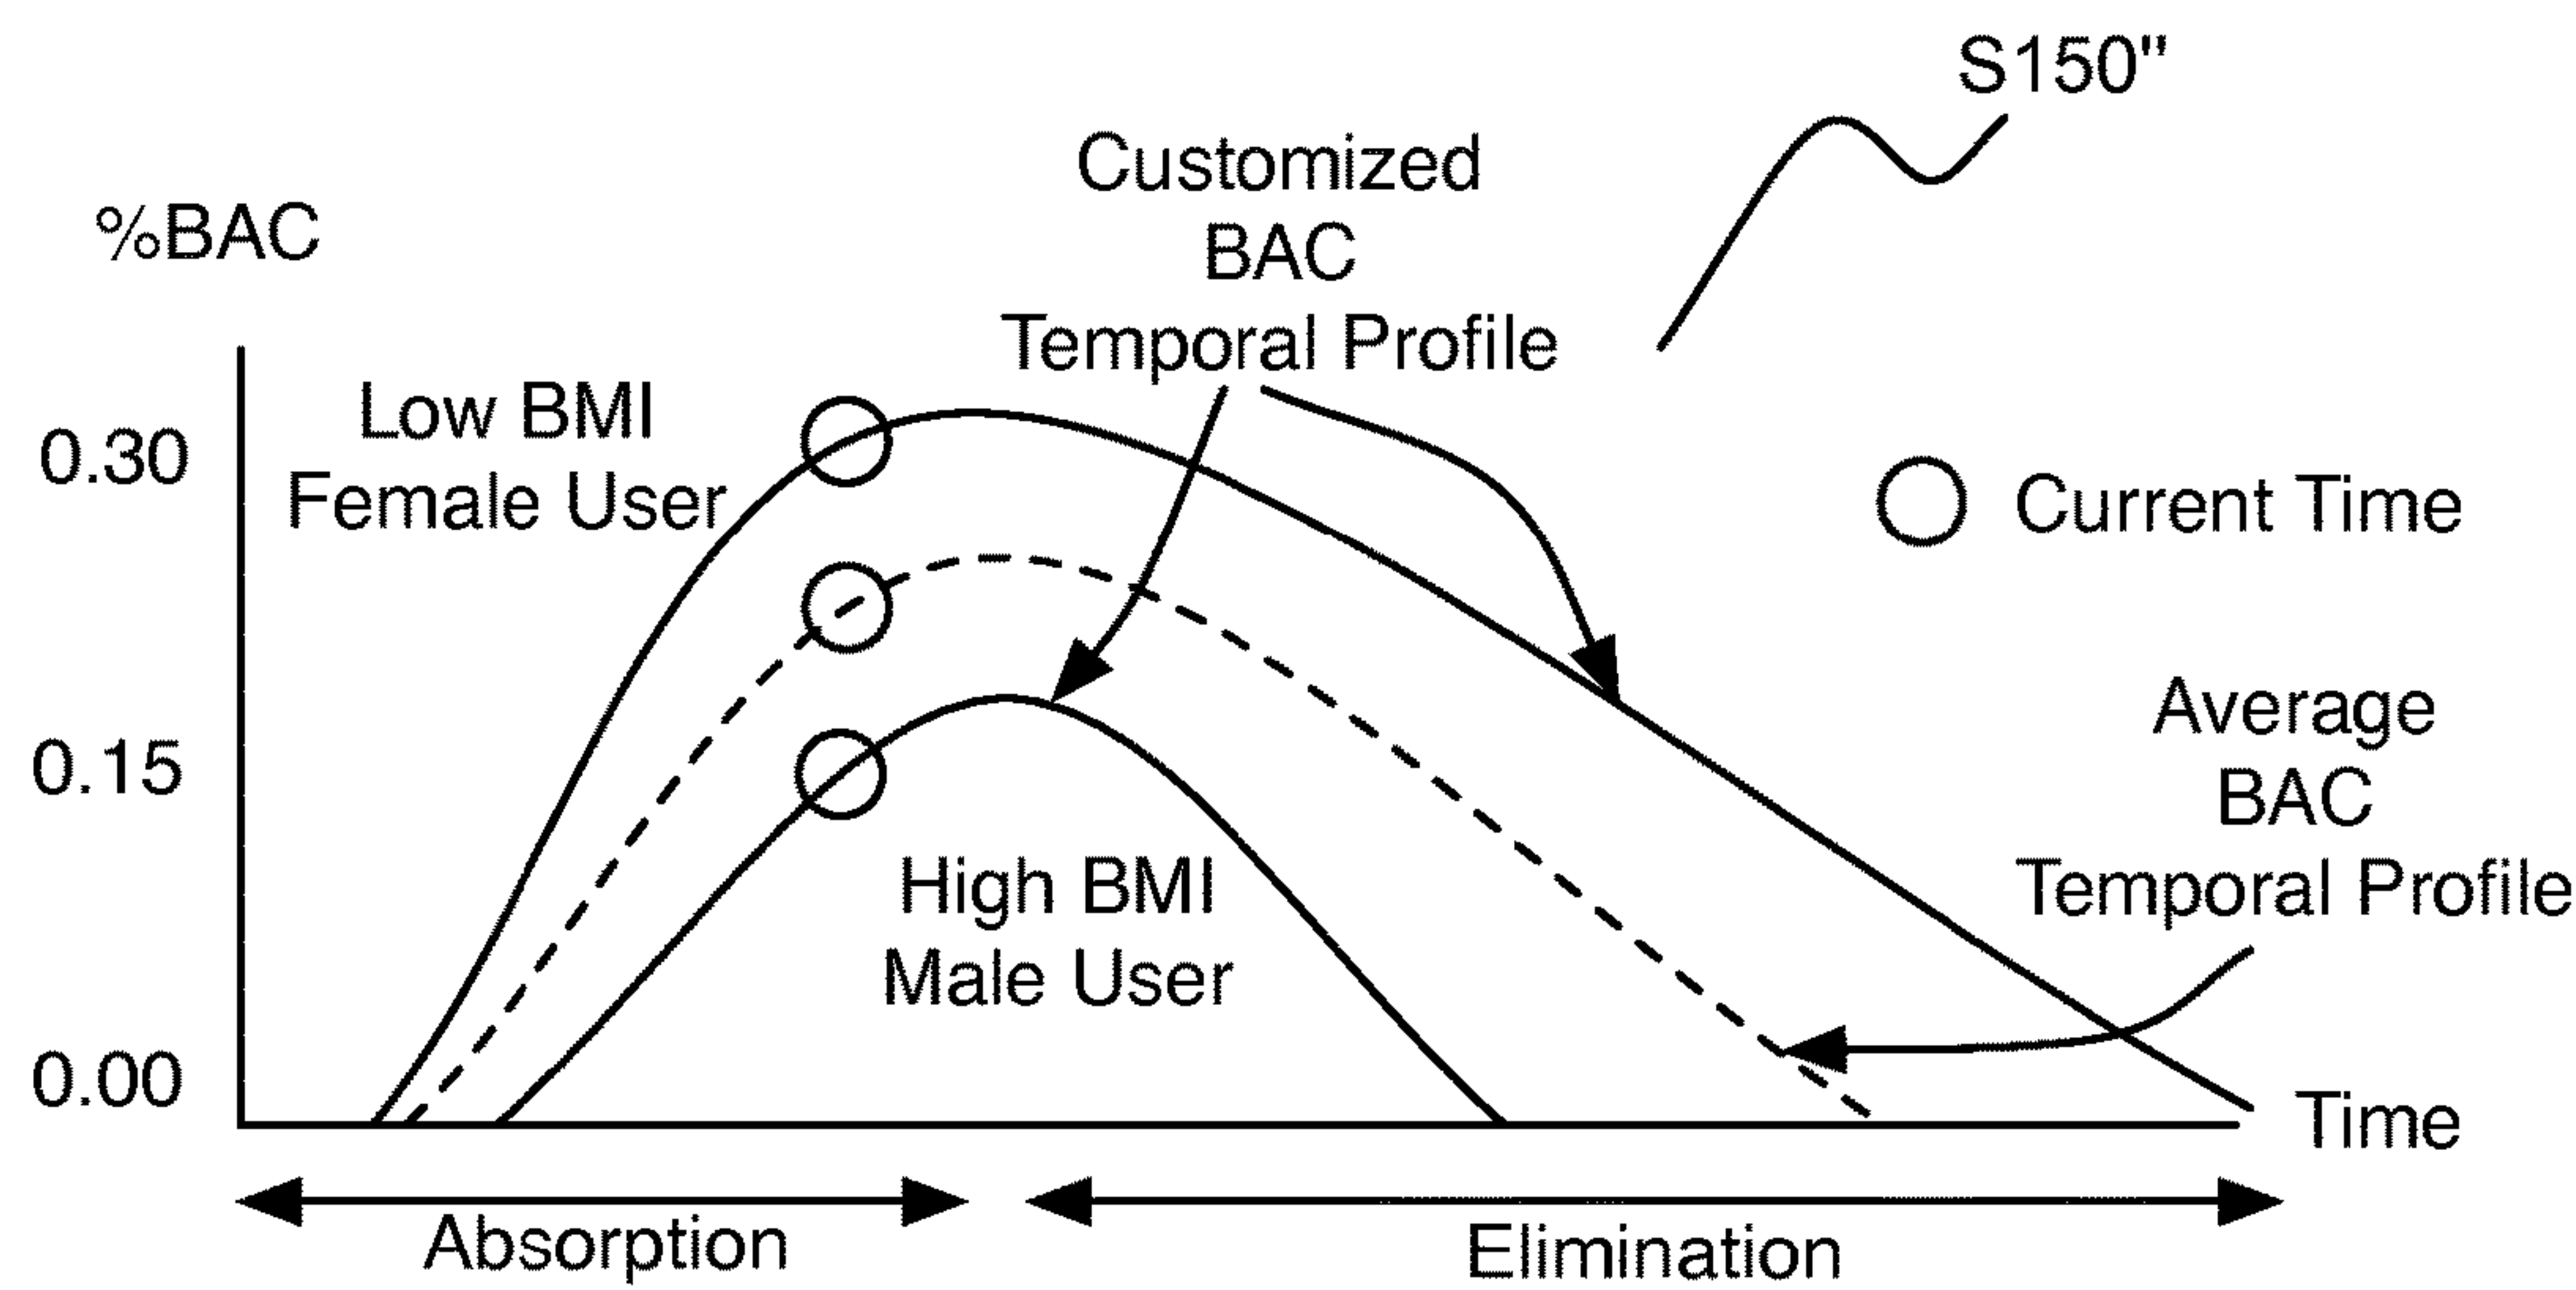 S150"
Customized
BAC
Temporal Profile
%BAC
Low BMI
Female User
0.30
Current Time
Average
BAC
Temporal Profile
0.15
High BMI
Male User
0.00
Time
Absorption
Elimination